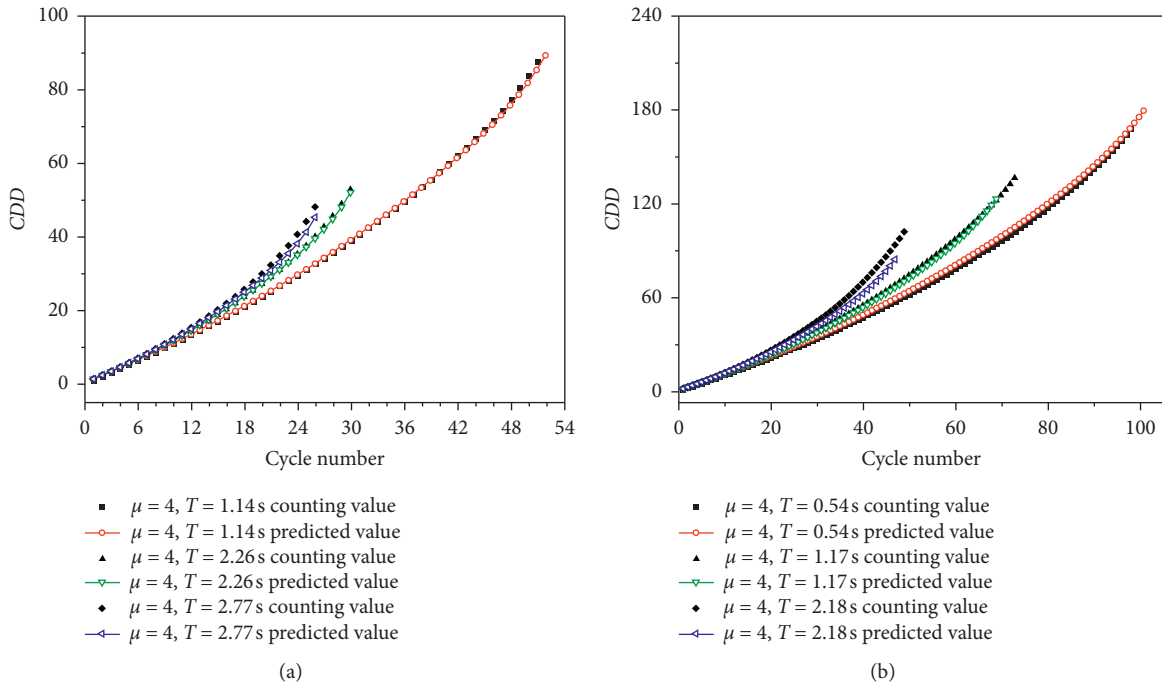 100
80
60
40
20
0
CDD
0 6 12 18 24 30 36 42 48 54
Cycle number
μ = 4, T = 1.14 s counting value
μ = 4, T = 1.14 s predicted value
μ = 4, T = 2.26 s counting value
μ = 4, T = 2.26 s predicted value
μ = 4, T = 2.77 s counting value
μ = 4, T = 2.77 s predicted value
(a)
240
180
120
60
0
CDD
0 20 40 60 80 100
Cycle number
μ = 4, T = 0.54 s counting value
μ = 4, T = 0.54 s predicted value
μ = 4, T = 1.17 s counting value
μ = 4, T = 1.17 s predicted value
μ = 4, T = 2.18 s counting value
μ = 4, T = 2.18 s predicted value
(b)